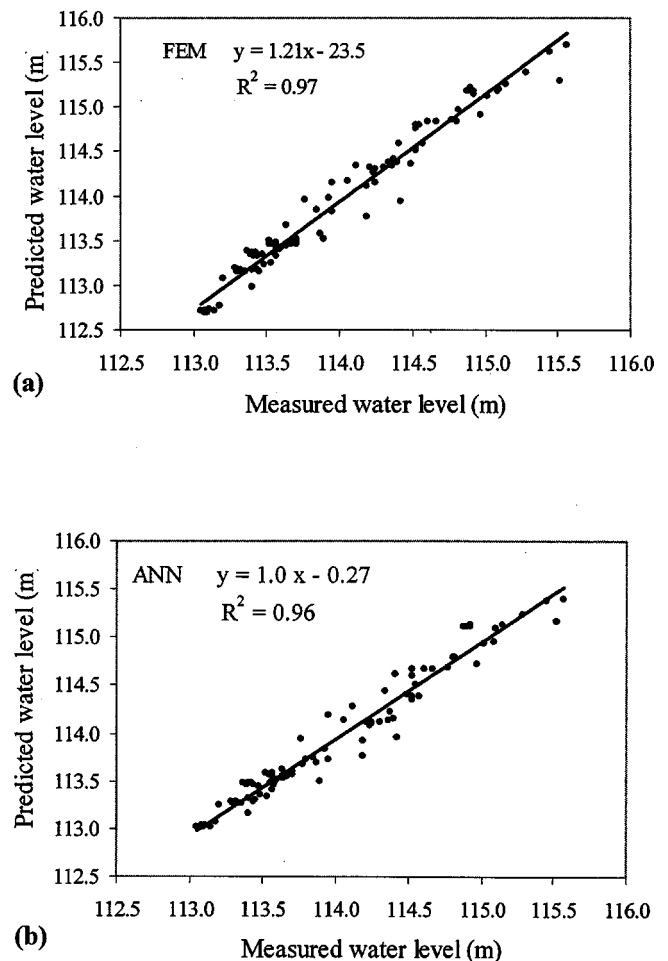 116.0
FEM y = 1.21x - 23.5
115.5
R² = 0.97
115.0
114.5
114.0
113.5
113.0
112.5
Predicted water level (m
112.5 113.0 113.5 114.0 114.5 115.0 115.5 116.0
(a)
Measured water level (m)
116.0
ANN y = 1.0 x - 0.27
115.5
R² = 0.96
115.0
114.5
114.0
113.5
113.0
112.5
Predicted water level (m
112.5 113.0 113.5 114.0 114.5 115.0 115.5 116.0
(b)
Measured water level (m)